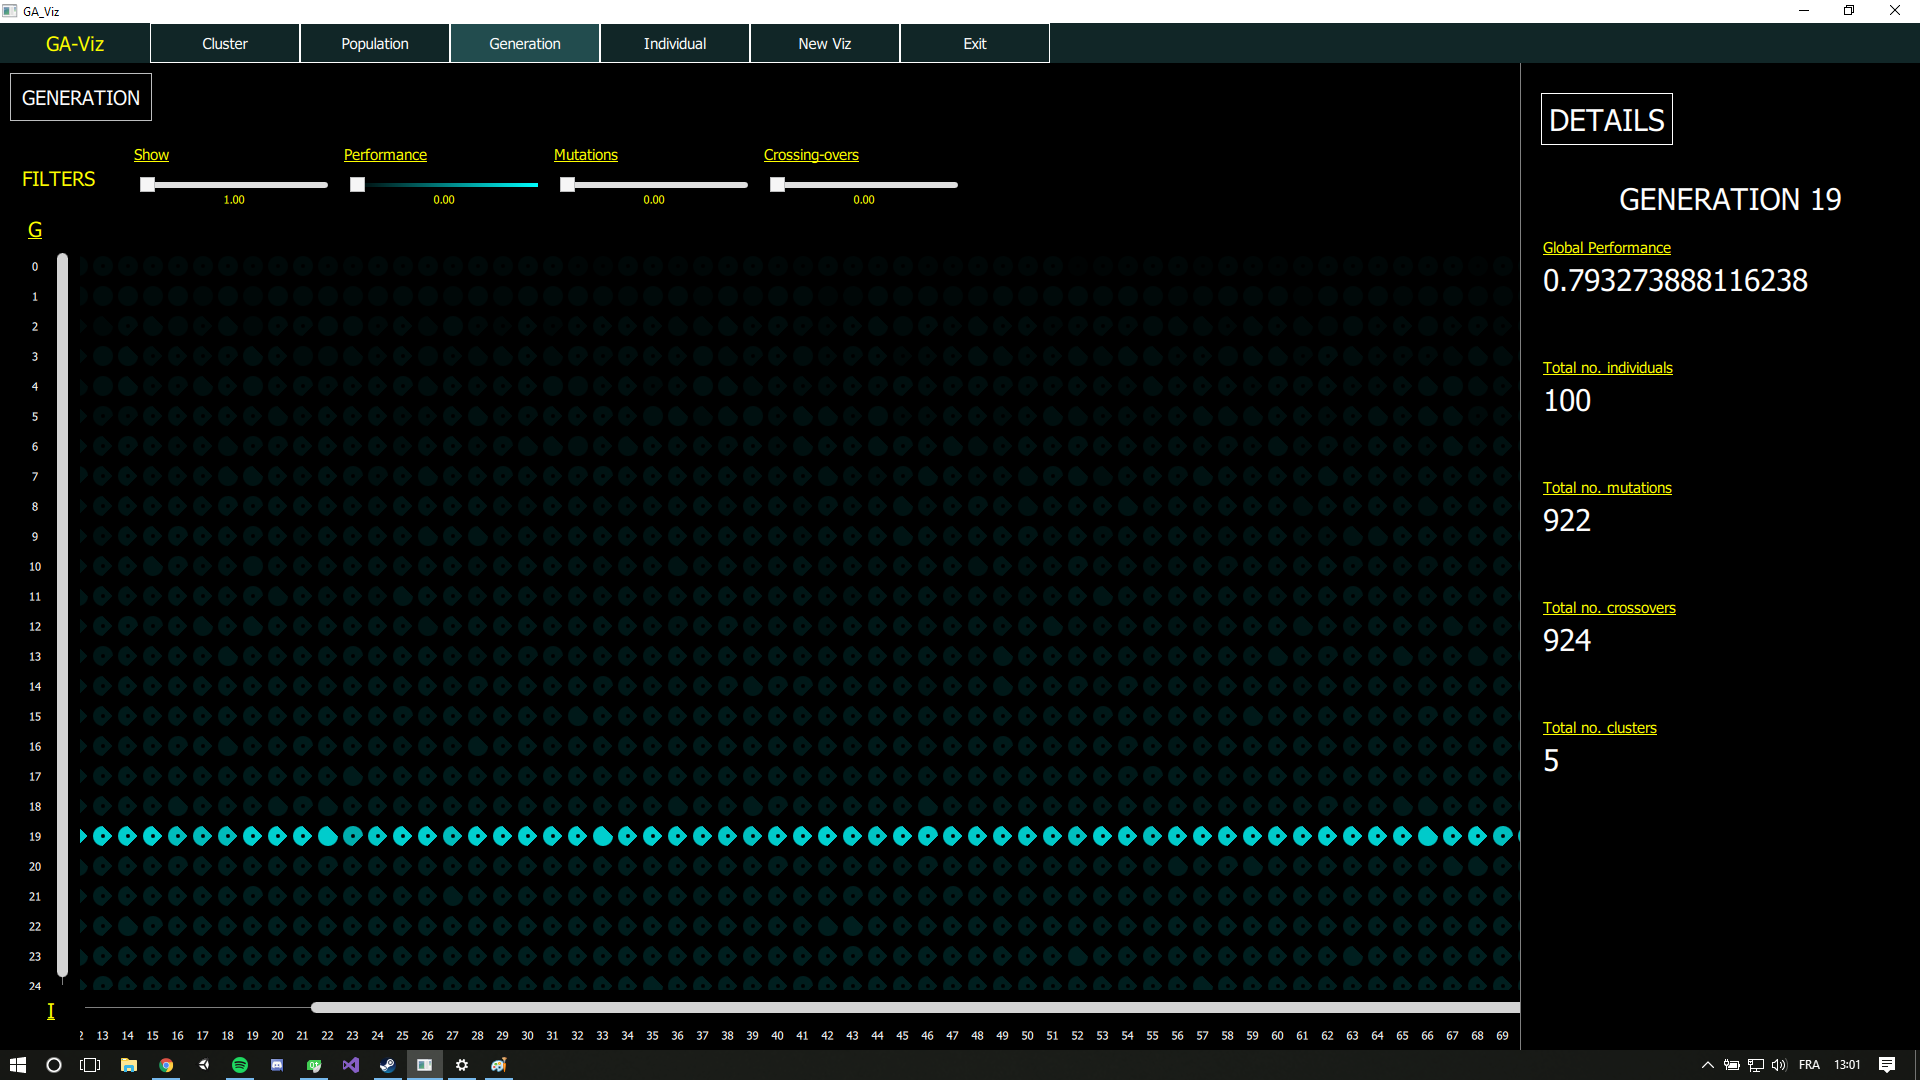 GA_Viz
GA-Viz Cluster Population Generation Individual New Viz Exit
GENERATION
FILTERS
Show Performance Mutations Crossing-overs
1.00 0.00 0.00 0.00
G
0
1
2
3
4
5
6
7
8
9
10
11
12
13
14
15
16
17
18
19
20
21
22
23
24
I
13 14 15 16 17 18 19 20 21 22 23 24 25 26 27 28 29 30 31 32 33 34 35 36 37 38 39 40 41 42 43 44 45 46 47 48 49 50 51 52 53 54 55 56 57 58 59 60 61 62 63 64 65 66 67 68 69
DETAILS
GENERATION 19
Global Performance
0.793273888116238
Total no. individuals
100
Total no. mutations
922
Total no. crossovers
924
Total no. clusters
5
FRA 13:01